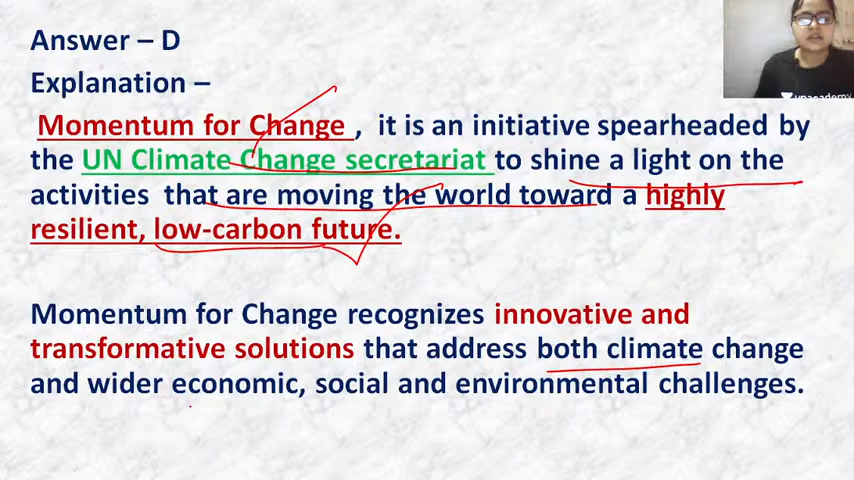 Answer – D
Explanation –
Momentum for Change , it is an initiative spearheaded by
the UN Climate Change secretariat to shine a light on the
activities that are moving the world toward a highly
resilient, low-carbon future.
Momentum for Change recognizes innovative and
transformative solutions that address both climate change
and wider economic, social and environmental challenges.
unacademy